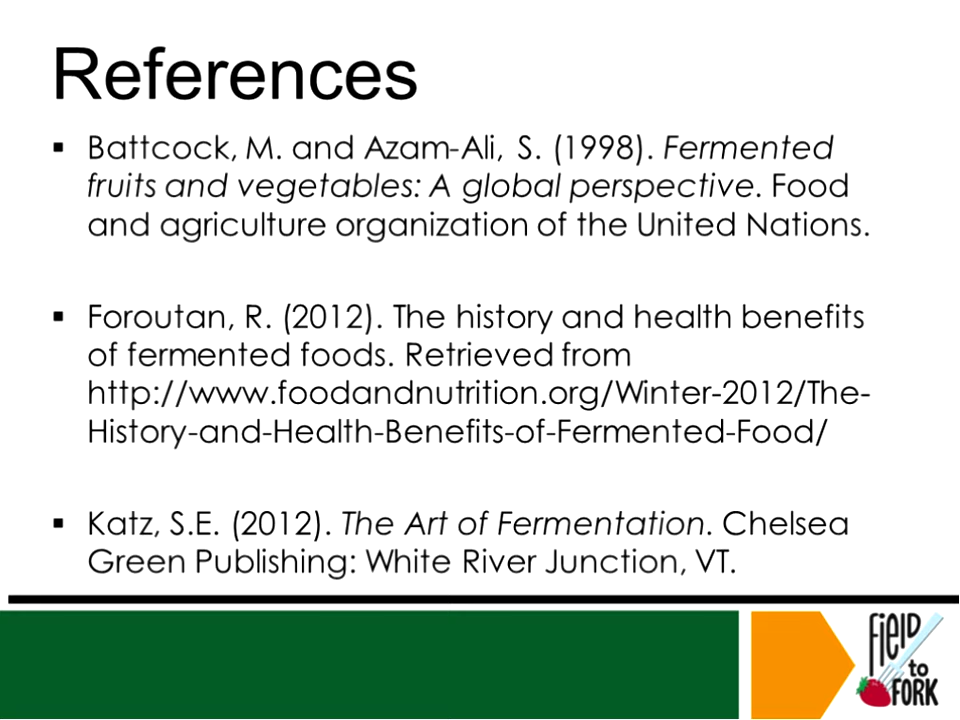 References
▪ Battcock, M. and Azam-Ali, S. (1998). Fermented
fruits and vegetables: A global perspective. Food
and agriculture organization of the United Nations.
▪ Foroutan, R. (2012). The history and health benefits
of fermented foods. Retrieved from
http://www.foodandnutrition.org/Winter-2012/The-
History-and-Health-Benefits-of-Fermented-Food/
▪ Katz, S.E. (2012). The Art of Fermentation. Chelsea
Green Publishing: White River Junction, VT.
FiELD
to
FORK